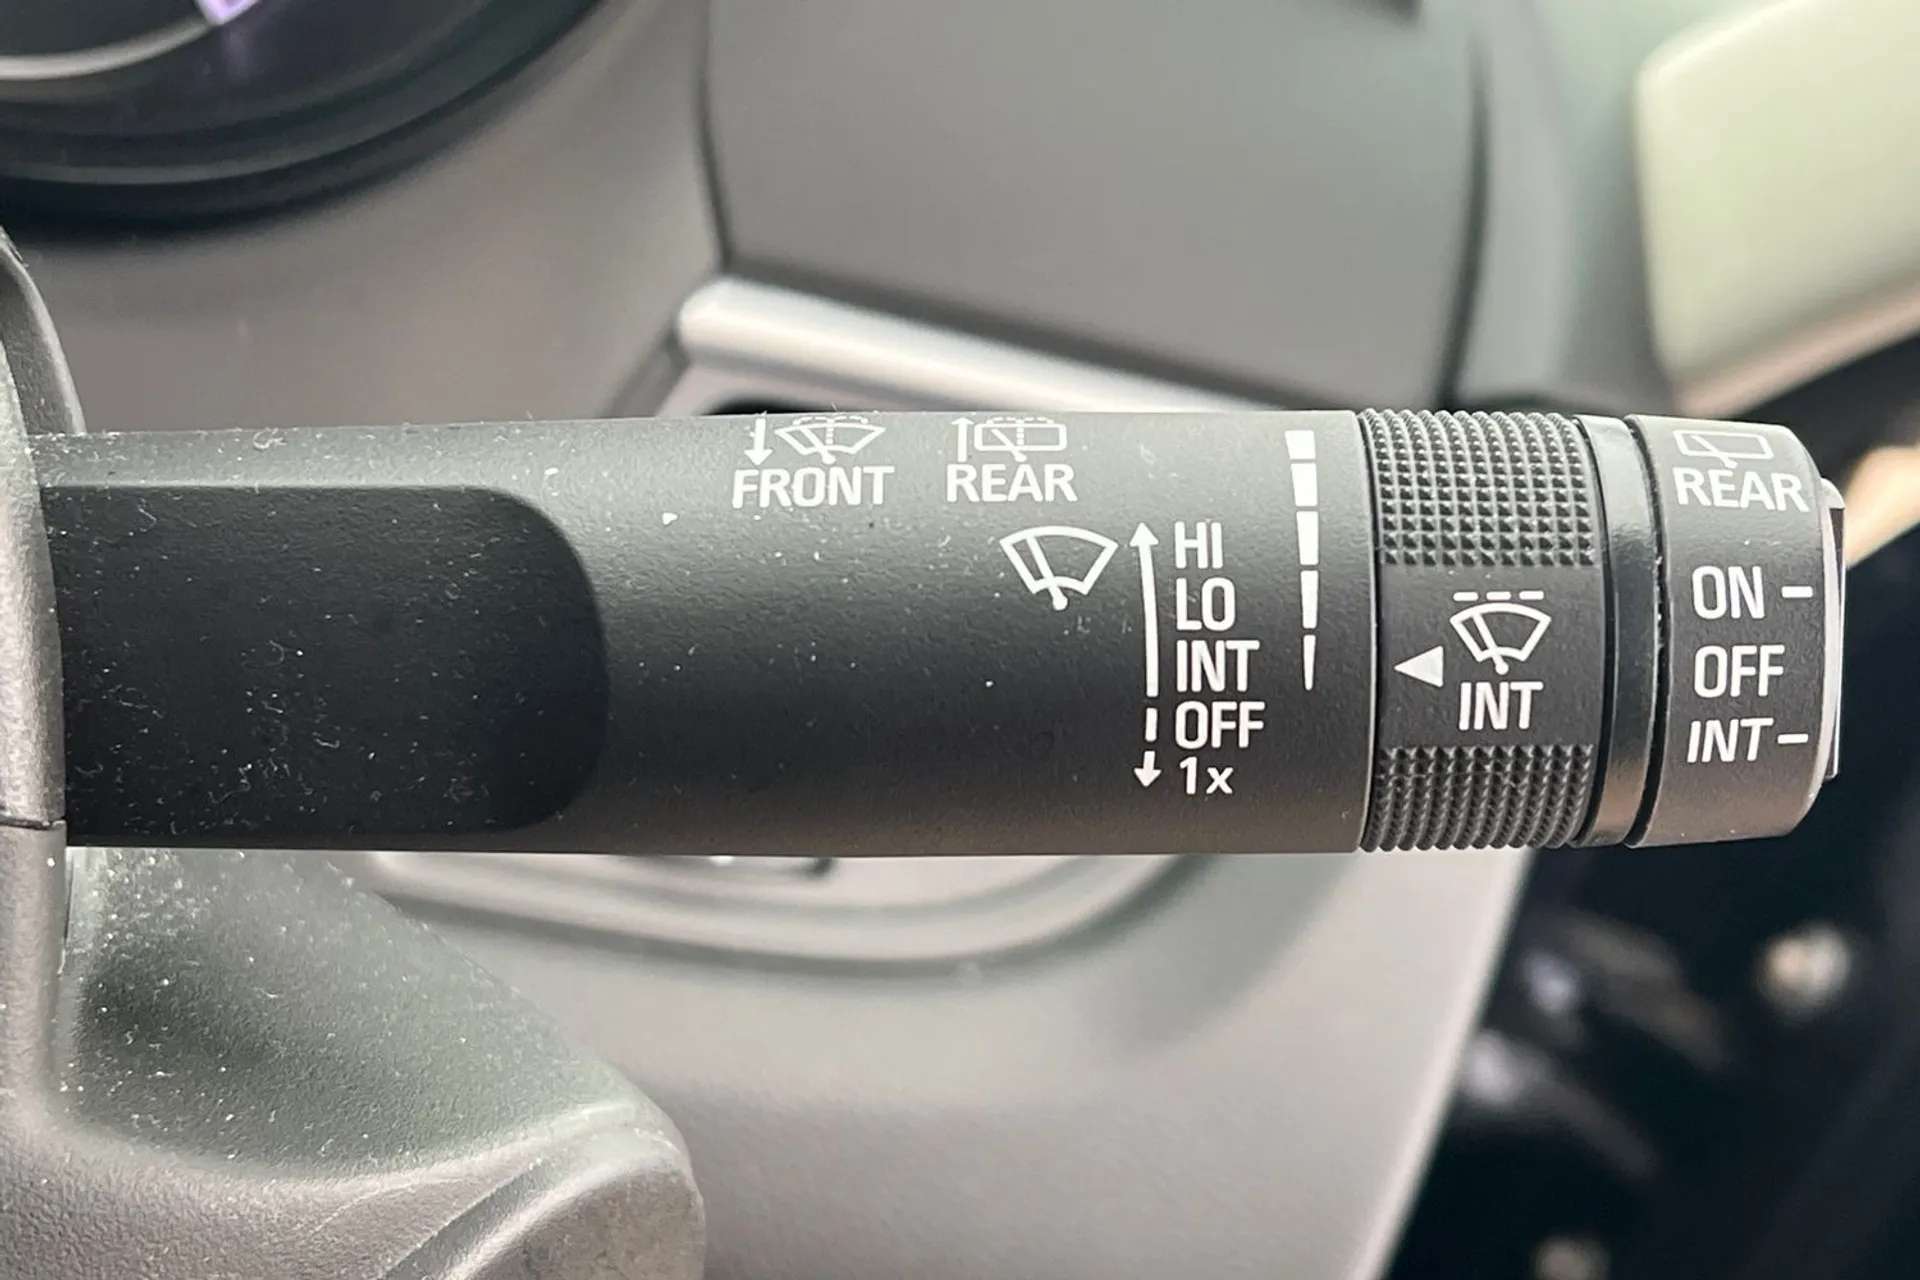 FRONT
REAR
HI
LO
INT
OFF
1x
INT
REAR
ON
OFF
INT